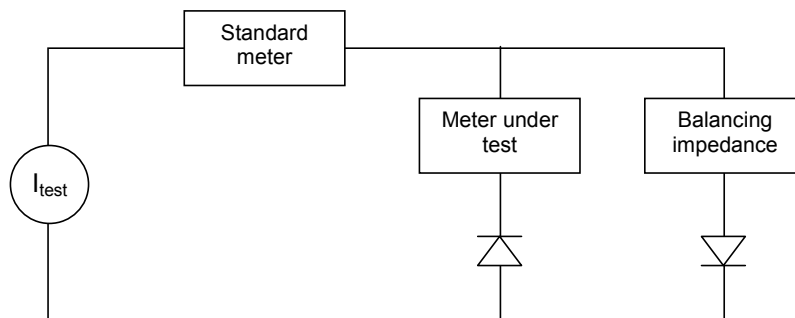 Standard
meter
Meter under
test
Balancing
impedance
Itest